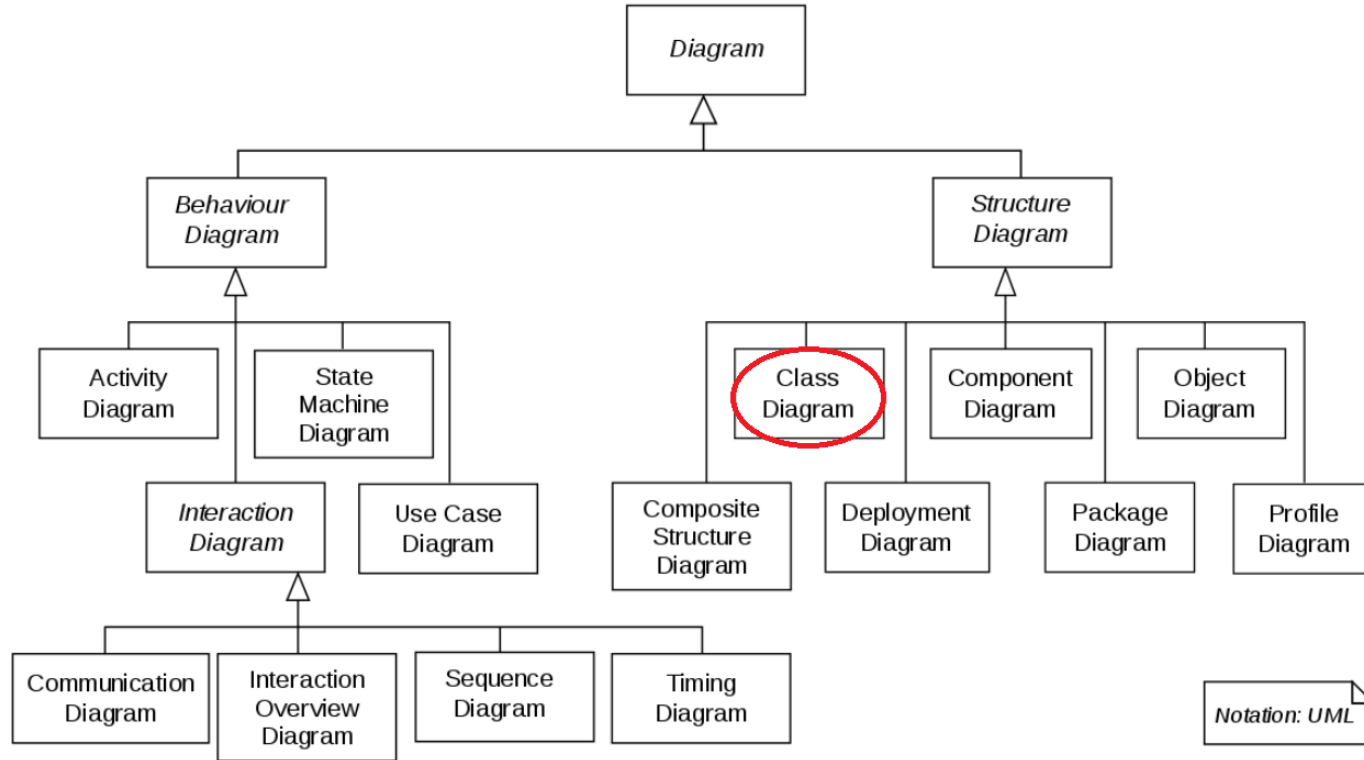 Diagram
Behaviour
Diagram
Structure
Diagram
Activity
Diagram
State
Machine
Diagram
Class
Diagram
Component
Diagram
Object
Diagram
Interaction
Diagram
Use Case
Diagram
Composite
Structure
Diagram
Deployment
Diagram
Package
Diagram
Profile
Diagram
Communication
Diagram
Interaction
Overview
Diagram
Sequence
Diagram
Timing
Diagram
Notation: UML